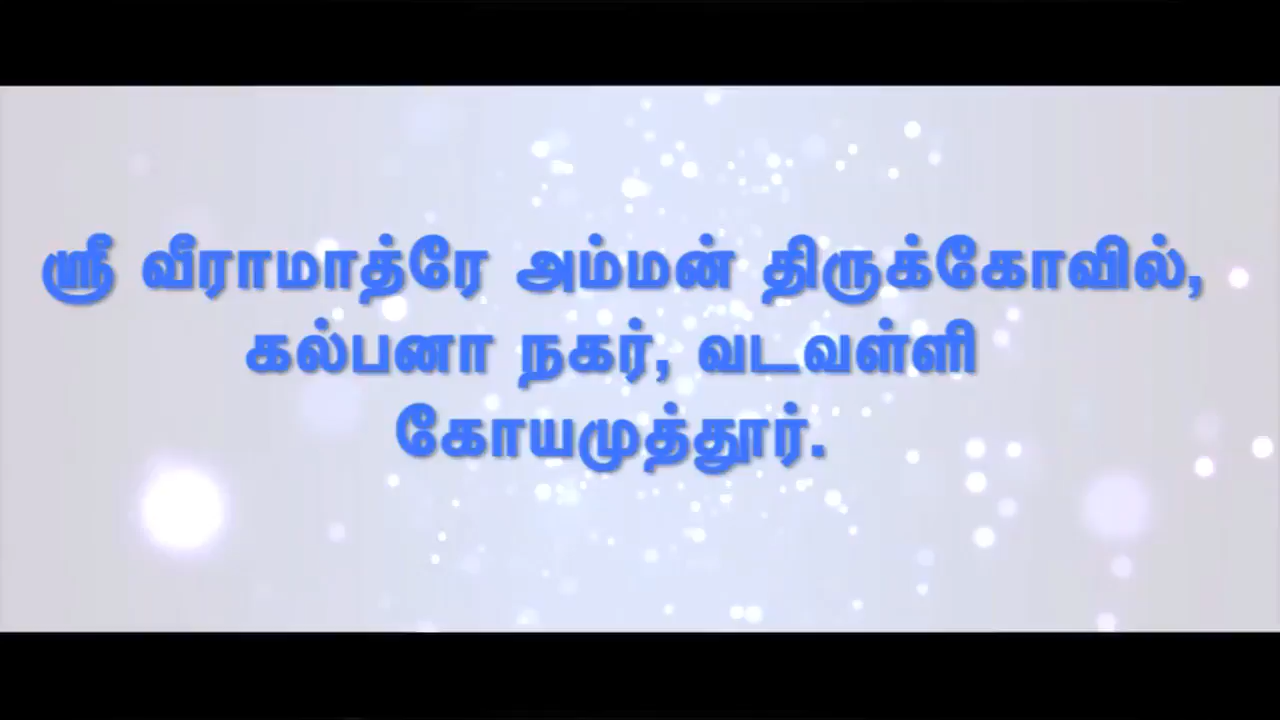 ஸ்ரீ வீராமாத்ரே அம்மன் திருக்கோவில்,
கல்பனா நகர், வடவள்ளி
கோயமுத்தூர்.